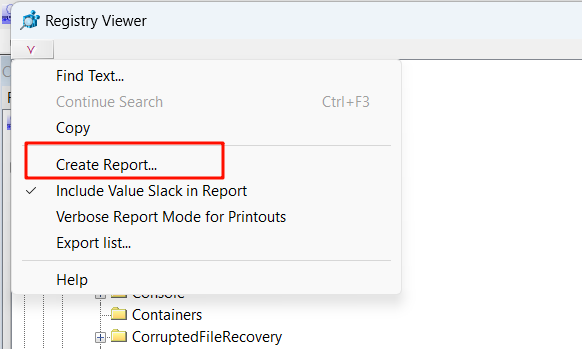 Registry Viewer
Find Text...
Continue Search Ctrl+F3
Copy
Create Report...
Include Value Slack in Report
Verbose Report Mode for Printouts
Export list...
Help
Console
Containers
CorruptedFileRecovery